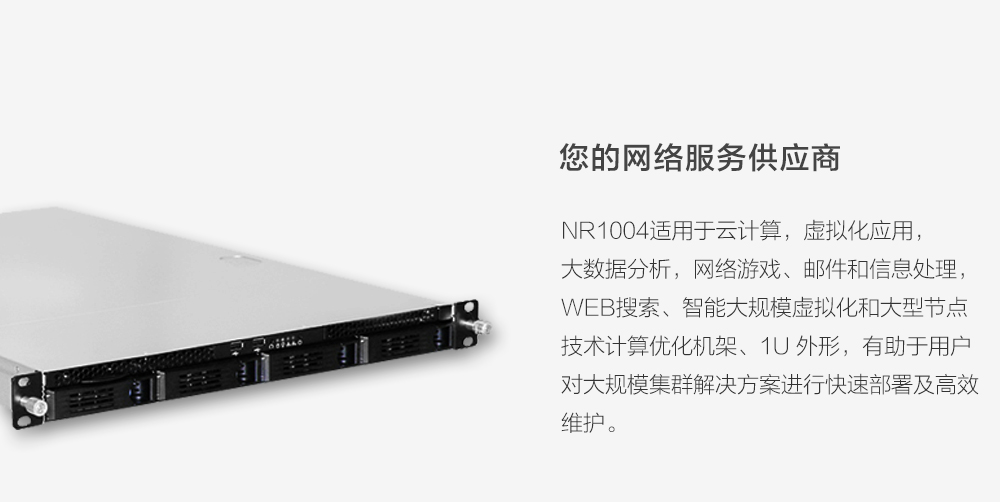 您的网络服务供应商
NR1004适用于云计算，虚拟化应用，
大数据分析，网络游戏、邮件和信息处理，
WEB搜索、智能大规模虚拟化和大型节点
技术计算优化机架、1U 外形，有助于用户
对大规模集群解决方案进行快速部署及高效
维护。